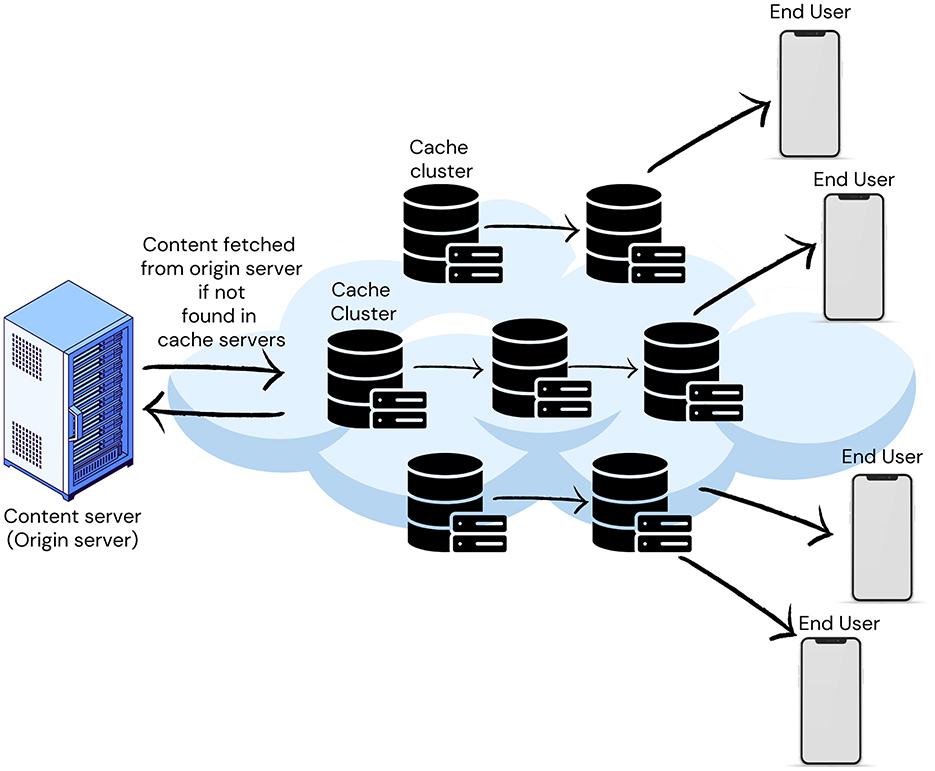 End User
Cache
cluster
End User
Content fetched
from origin server
if not
found in
cache servers
Cache
Cluster
End User
Content server
(Origin server)
End User